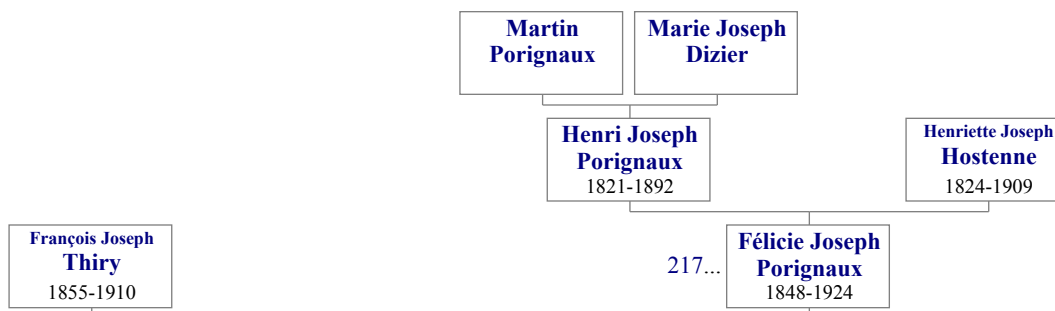 Martin
Porignaux
Marie Joseph
Dizier
Henri Joseph
Porignaux
1821-1892
Henriette Joseph
Hostenne
1824-1909
François Joseph
Thiry
1855-1910
217...
Félicie Joseph
Porignaux
1848-1924